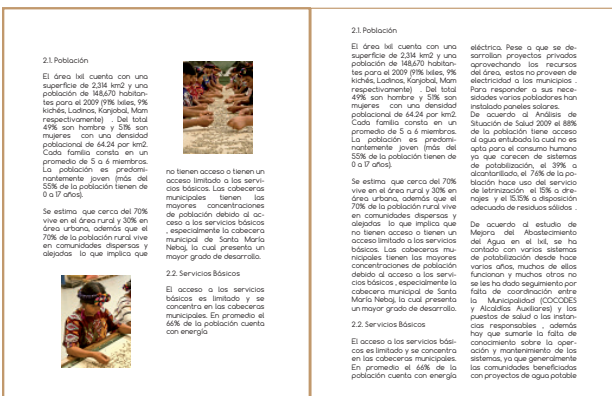 2.1. Población
El área Ixil cuenta con una
superficie de 2,314 km2 y una
población de 148,670 habitan-
tes para el 2009 (91% Ixiles, 9%
kichés, Ladinos, Kanjobal, Mam
respectivamente) . Del total
49% son hombre y 51% son
mujeres con una densidad
poblacional de 64.24 por km2.
Cada familia consta en un
promedio de 5 a 6 miembros.
La población es predomi-
nantemente joven (más del
55% de la población tienen de
0 a 17 años).
Se estima que cerca del 70%
vive en el área rural y 30% en
área urbana, además que el
70% de la población rural vive
en comunidades dispersas y
alejadas lo que implica que
no tienen acceso o tienen un
acceso limitado a los servi-
cios básicos. Las cabeceras
municipales tienen las
mayores concentraciones
de población debido al ac-
ceso a los servicios básicos
, especialmente la cabecera
municipal de Santa María
Nebaj, la cual presenta un
mayor grado de desarrollo.
2.2. Servicios Básicos
El acceso a los servicios
básicos es limitado y se
concentra en las cabeceras
municipales. En promedio el
66% de la población cuenta
con energía
2.1. Población
El área Ixil cuenta con una
superficie de 2,314 km2 y una
población de 148,670 habitan-
tes para el 2009 (91% Ixiles, 9%
kichés, Ladinos, Kanjobal, Mam
respectivamente) . Del total
49% son hombre y 51% son
mujeres con una densidad
poblacional de 64.24 por km2.
Cada familia consta en un
promedio de 5 a 6 miembros.
La población es predomi-
nantemente joven (más del
55% de la población tienen de
0 a 17 años).
Se estima que cerca del 70%
vive en el área rural y 30% en
área urbana, además que el
70% de la población rural vive
en comunidades dispersas y
alejadas lo que implica que
no tienen acceso o tienen un
acceso limitado a los servicios
básicos. Las cabeceras mu-
nicipales tienen las mayores
concentraciones de población
debido al acceso a los servi-
cios básicos , especialmente la
cabecera municipal de Santa
María Nebaj, la cual presenta
un mayor grado de desarrollo.
2.2. Servicios Básicos
El acceso a los servicios bási-
cos es limitado y se concentra
en las cabeceras municipales.
En promedio el 66% de la
población cuenta con energía
eléctrica. Pese a que se de-
sarrollan proyectos privados
aprovechando los recursos
del área, estos no proveen de
electricidad a los municipios .
Para responder a sus nece-
sidades varios pobladores han
instalado paneles solares.
De acuerdo al Análisis de
Situación de Salud 2009 el 88%
de la población tiene acceso
al agua entubada la cual no es
apta para el consumo humano
ya que carecen de sistemas
de potabilización, el 39% a
alcantarillado, el 7.6% de la po-
blación hace uso del servicio
de letrinización el 15% a dre-
najes y el 15.15% a disposición
adecuada de residuos sólidos .
De acuerdo al estudio de
Mejora del Abastecimiento
del Agua en el Ixil, se ha
contado con varios sistemas
de potabilización desde hace
varios años, muchos de ellos
funcionan y muchos otros no
se les ha dado seguimiento por
falta de coordinación entre
la Municipalidad (COCODES
y Alcaldías Auxiliares) y los
puestos de salud o las instan-
cias responsables , además
hay que sumarle la falta de
conocimiento sobre la oper-
ación y mantenimiento de los
sistemas, ya que generalmente
las comunidades beneficiadas
con proyectos de agua potable